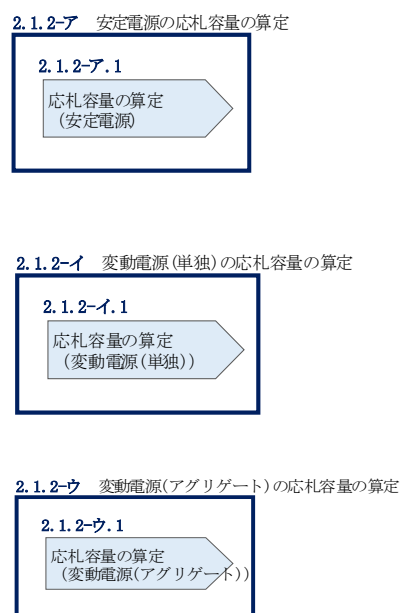 2.1.2-ア 安定電源の応札容量の算定
2.1.2-ア.1
応札容量の算定
(安定電源)
2.1.2-イ 変動電源(単独)の応札容量の算定
2.1.2-イ.1
応札容量の算定
(変動電源(単独))
2.1.2-ウ 変動電源(アグリゲート)の応札容量の算定
2.1.2-ウ.1
応札容量の算定
(変動電源(アグリゲート))